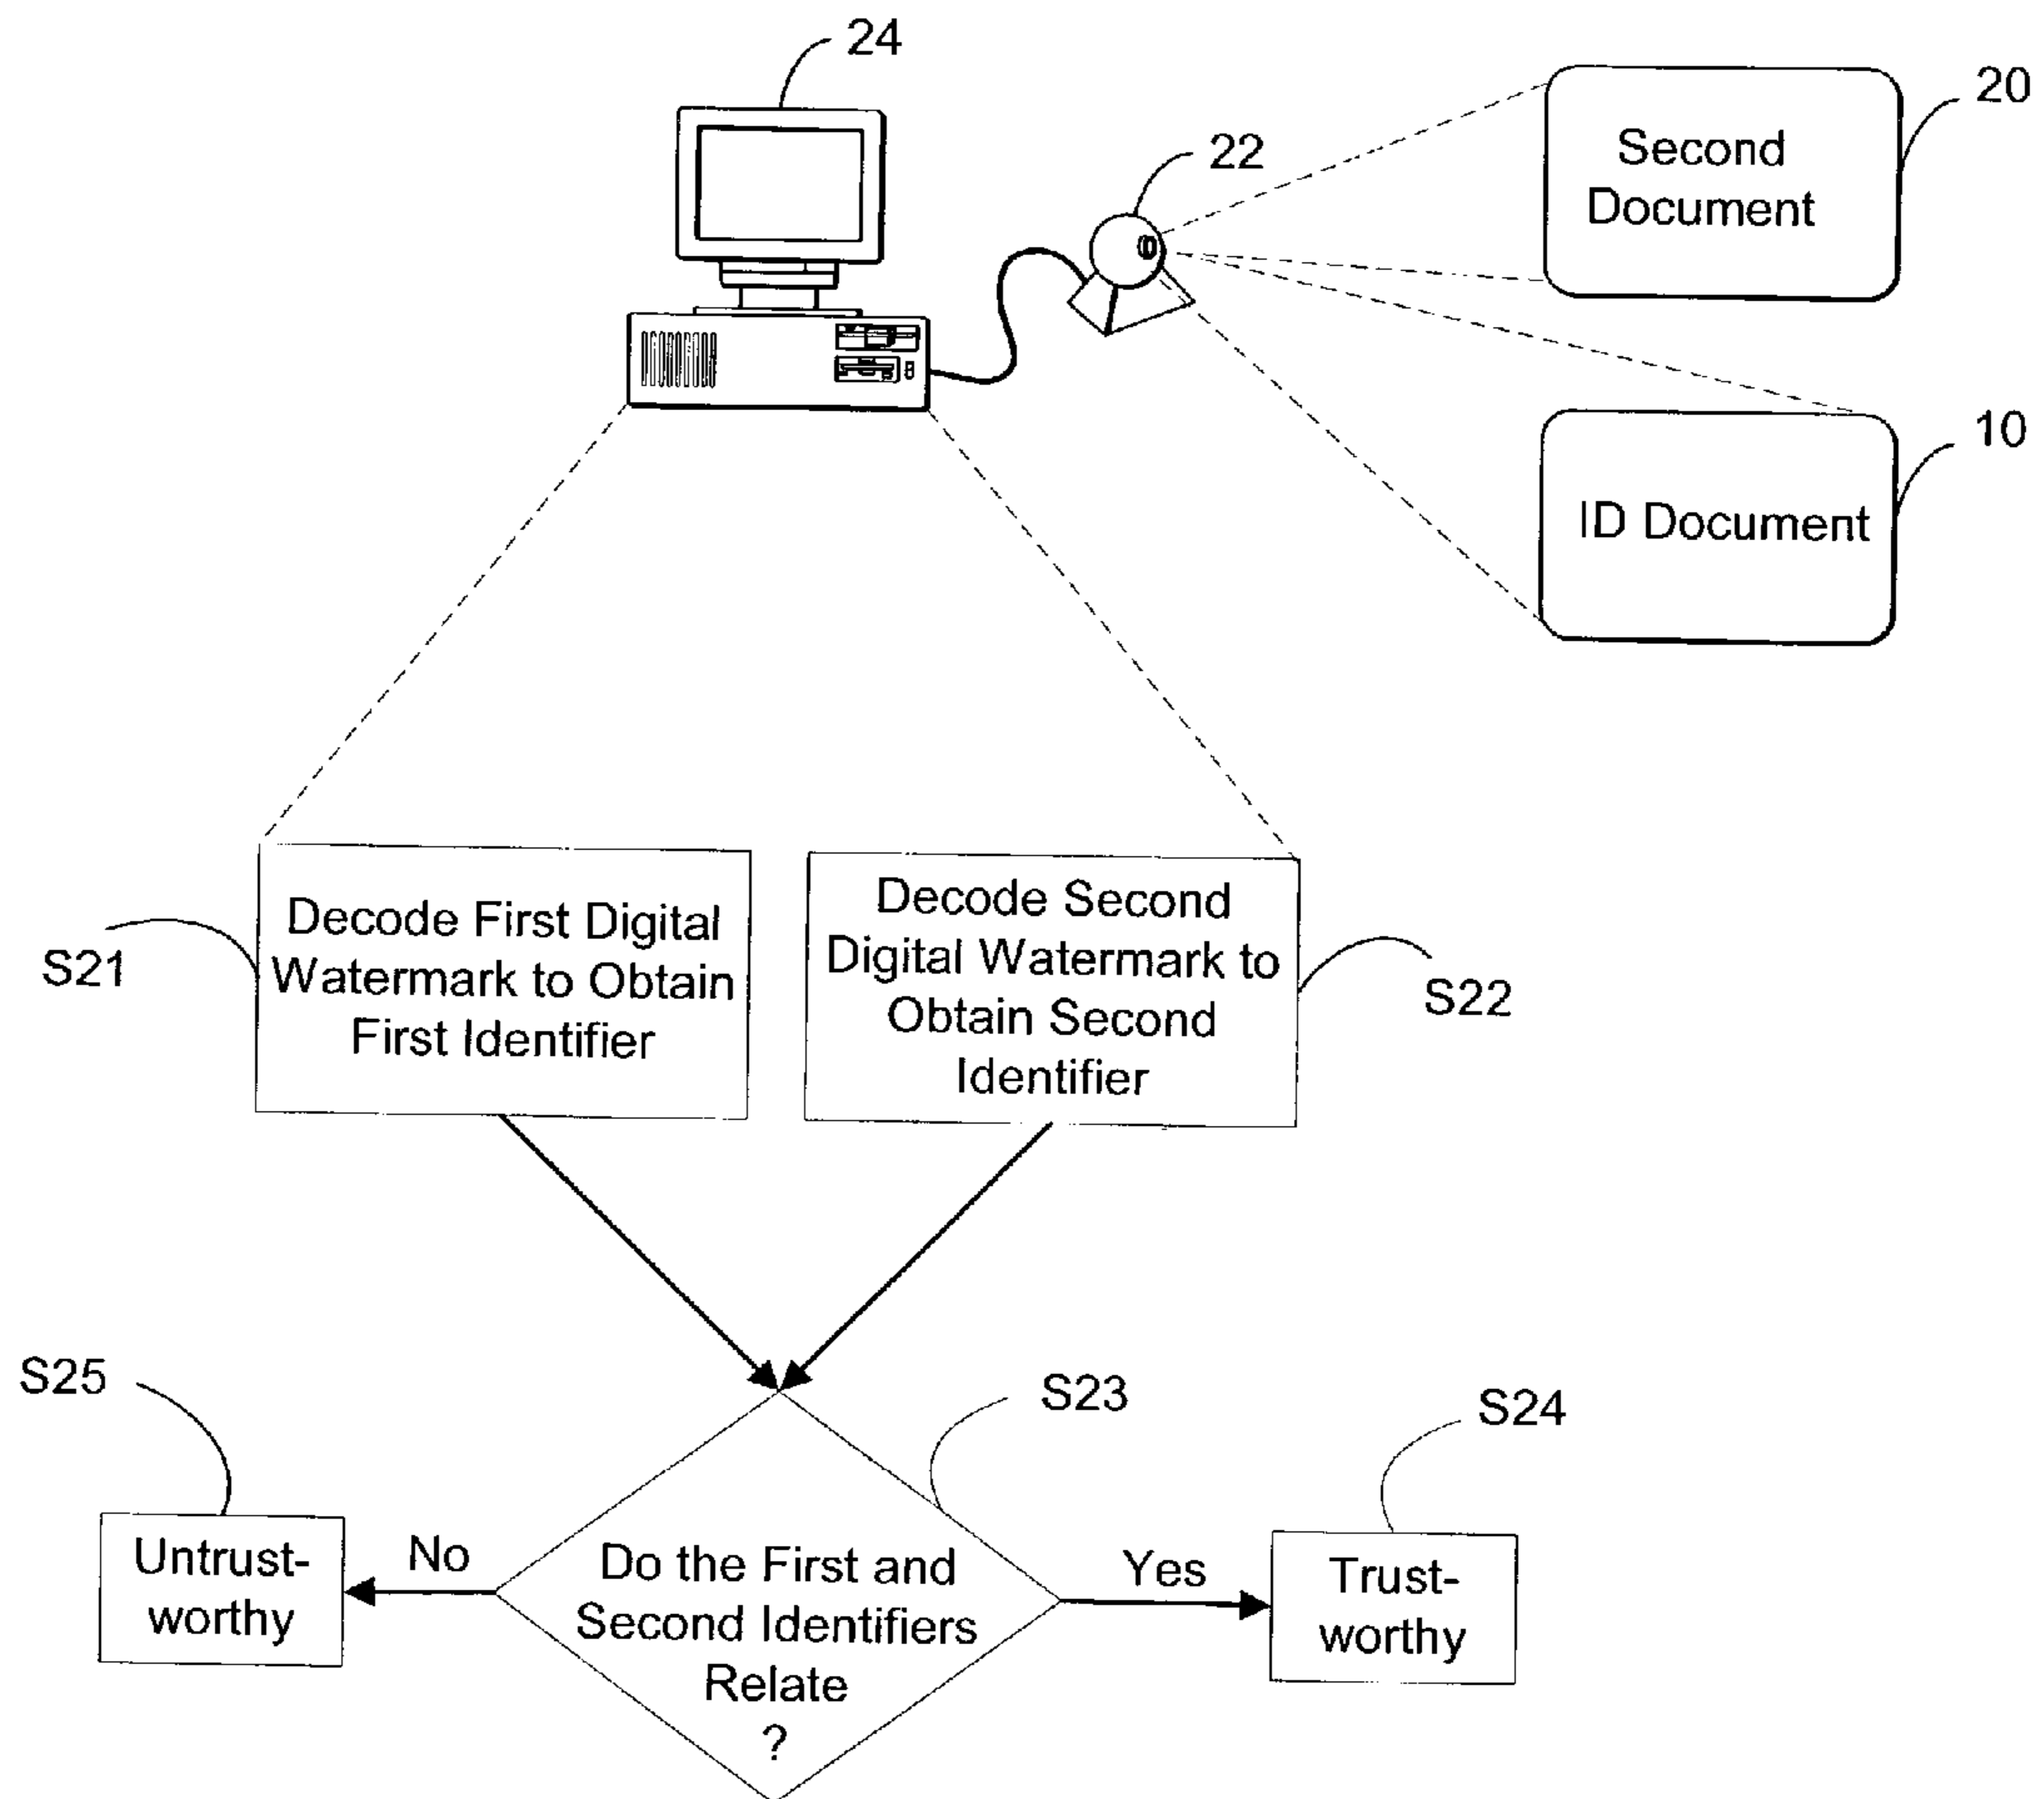 24
20
Second
Document
22
10
ID Document
Decode First Digital
Watermark to Obtain
First Identifier
S21
Decode Second
Digital Watermark to
Obtain Second
Identifier
S22
S25
S23
S24
Untrust-
worthy
No
Do the First and
Second Identifiers
Relate
?
Yes
Trust-
worthy